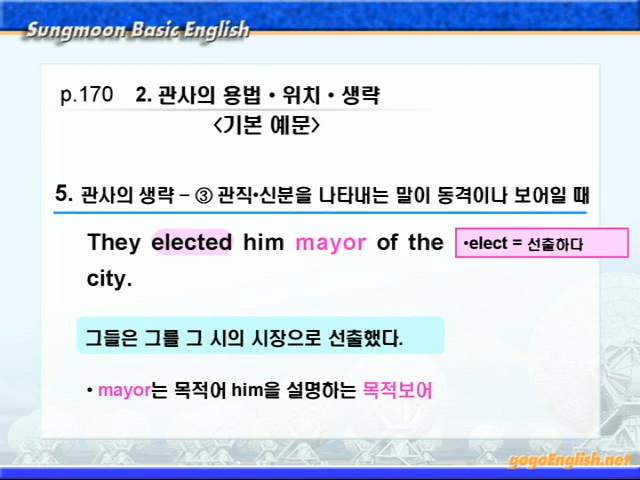 Sungmoon Basic English
p.170 2. 관사의 용법 • 위치 • 생략
<기본 예문>
5. 관사의 생략 – ③ 관직•신분을 나타내는 말이 동격이나 보어일 때
They elected him mayor of the
•elect = 선출하다
city.
그들은 그를 그 시의 시장으로 선출했다.
• mayor는 목적어 him을 설명하는 목적보어
gogoEnglish.net